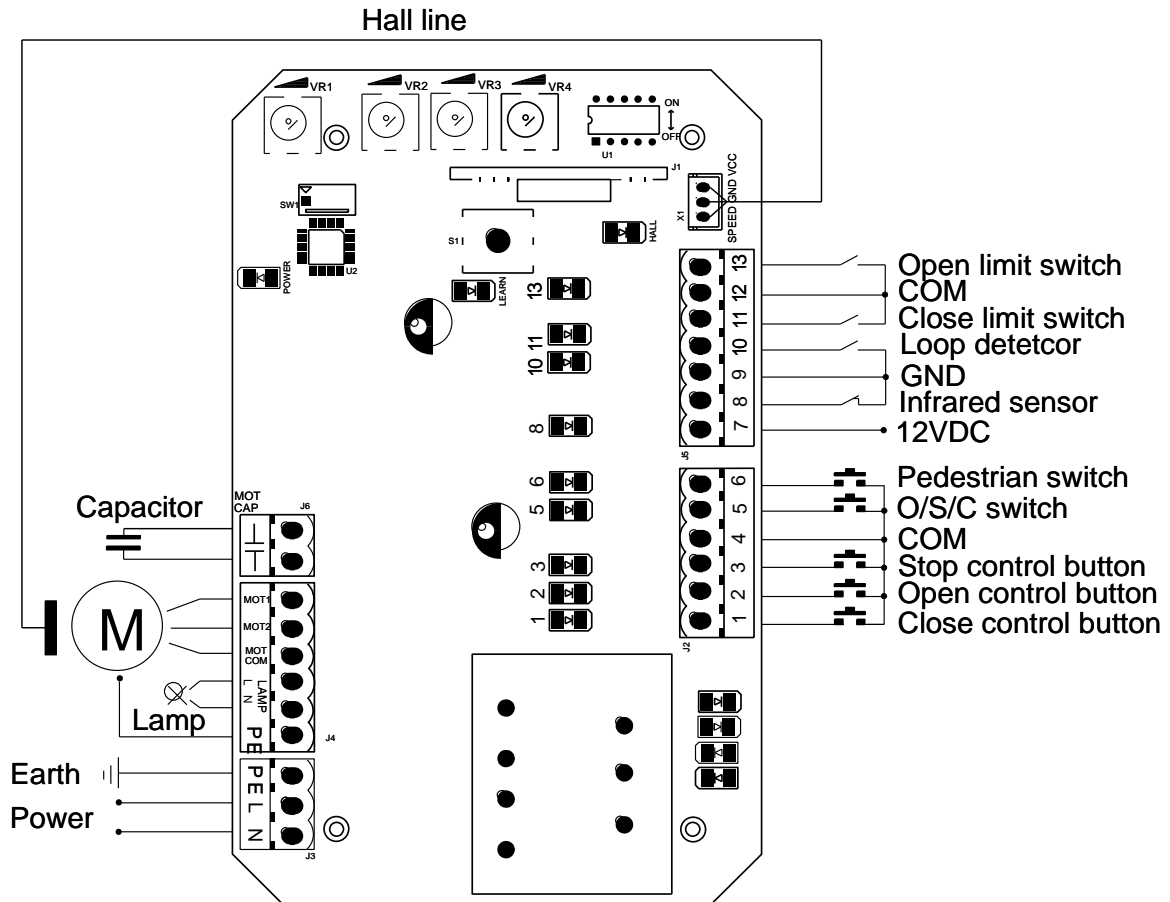 Hall line
VR1
VR2
VR3
VR4
ON
OFF
U1
J1
SW1
U2
POWER
S1
LEARN
HALL
X1
SPEED GND VCC
13
11
10
8
6
5
3
2
1
13 Open limit switch
12 COM
11 Close limit switch
10 Loop detetcor
9 GND
8 Infrared sensor
7 12VDC
J5
6 Pedestrian switch
5 O/S/C switch
4 COM
3 Stop control button
2 Open control button
1 Close control button
J2
Capacitor
MOT
CAP
J6
M
MOT1
MOT2
MOT
COM
L
N
LAMP
Lamp
PE
J4
Earth
PE
Power
L
N
J3